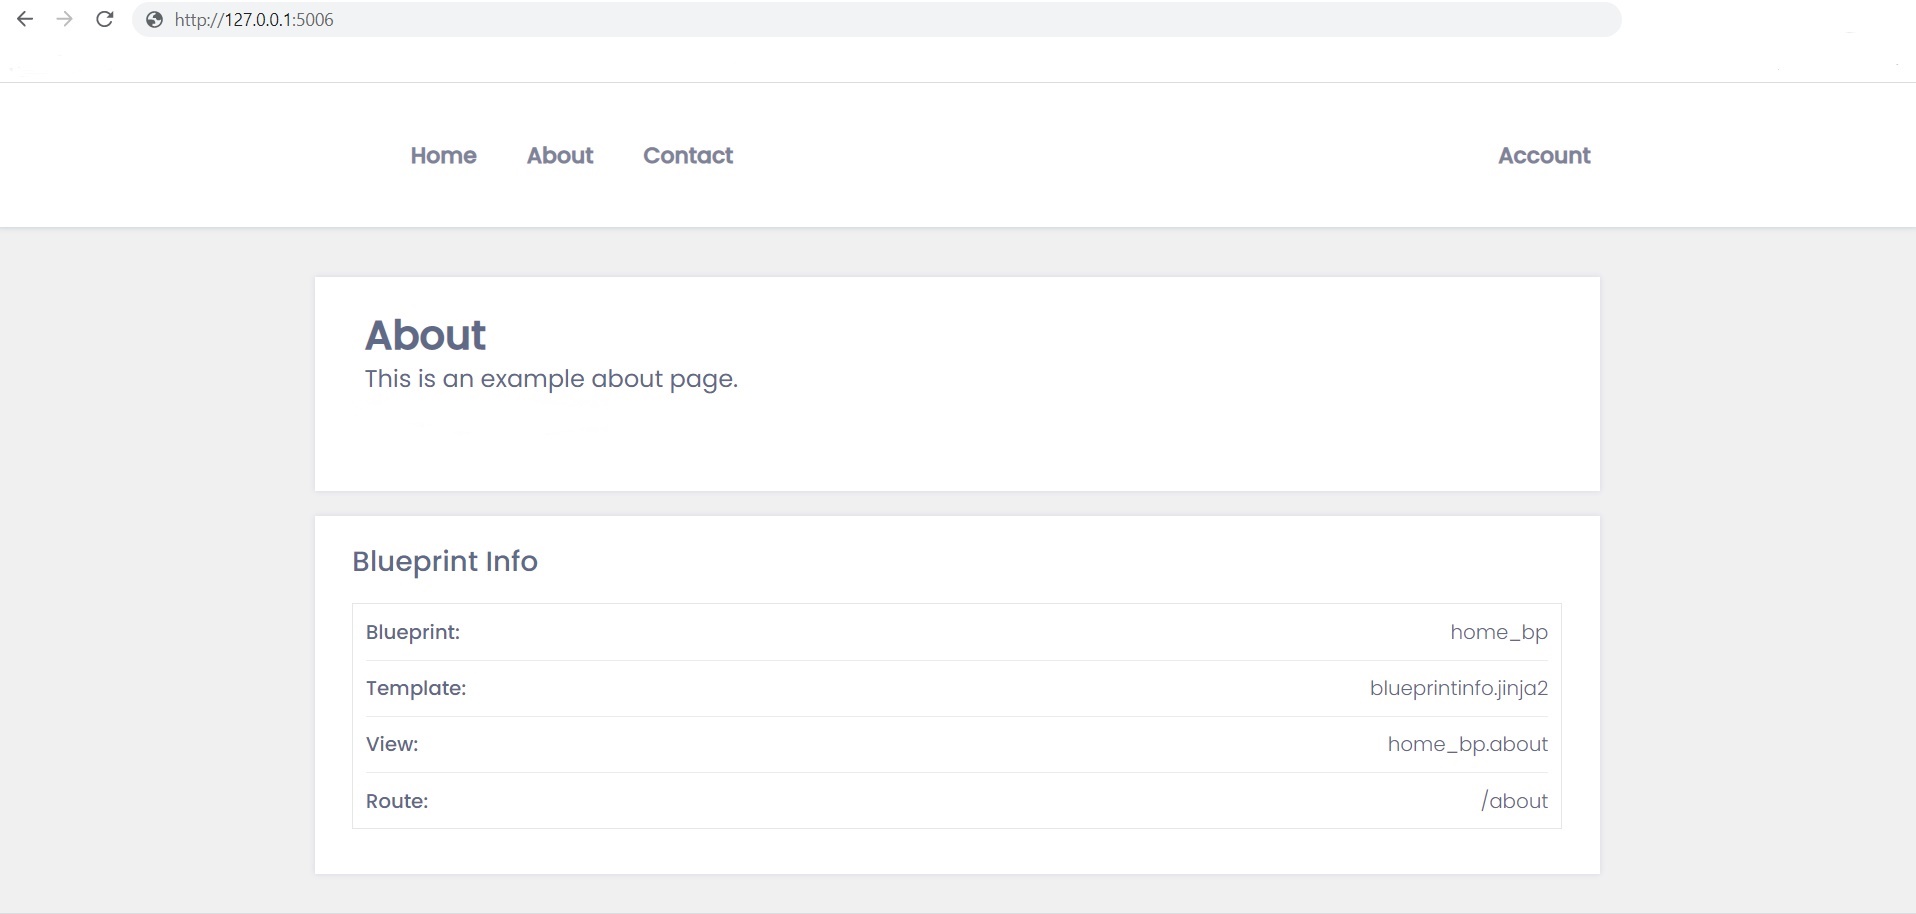 http://127.0.0.1:5006
Home About Contact Account
About
This is an example about page.
Blueprint Info
Blueprint: home_bp
Template: blueprintinfo.jinja2
View: home_bp.about
Route: /about